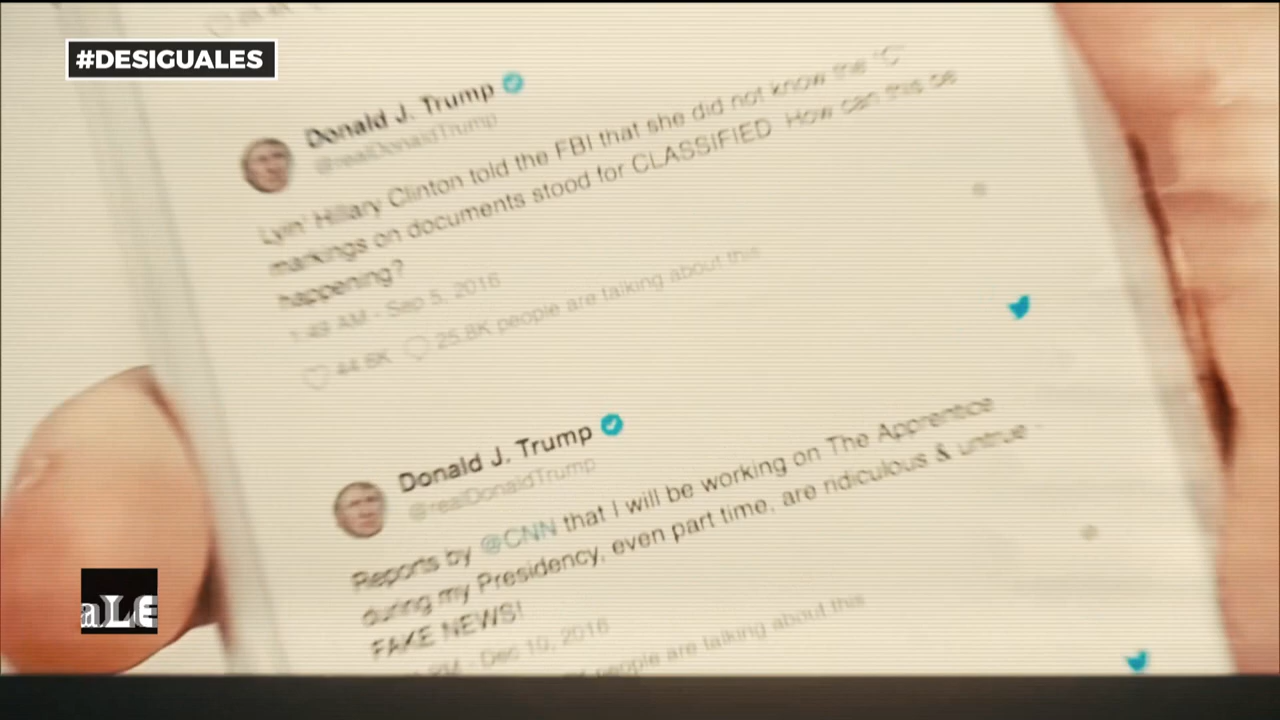 #DESIGUALES
Donald J. Trump
@realDonaldTrump
Lyin' Hillary Clinton told the FBI that she did not know the "C"
markings on documents stood for CLASSIFIED How can this be
happening?
1:49 AM - Sep 5, 2016
25.8K people are talking about this
Donald J. Trump
@realDonaldTrump
Reports by @CNN that I will be working on The Apprentice
during my Presidency, even part time, are ridiculous & untrue -
FAKE NEWS!
PM - Dec 10, 2016
people are talking about this
aLE